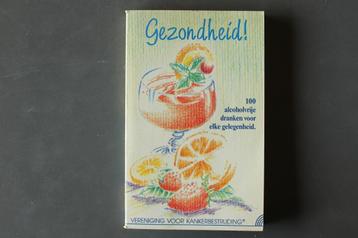 Gezondheid!
100
alcoholvrije
dranken voor
elke gelegenheid.
VERENIGING VOOR KANKERBESTRIJDING®